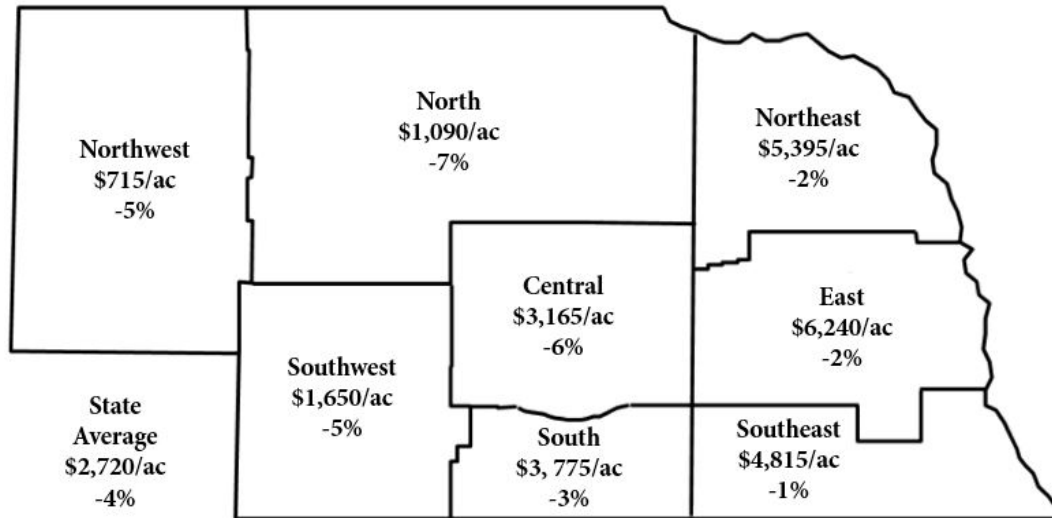 North
$1,090/ac
-7%
Northeast
$5,395/ac
-2%
Northwest
$715/ac
-5%
Central
$3,165/ac
-6%
East
$6,240/ac
-2%
Southwest
$1,650/ac
-5%
State
Average
$2,720/ac
-4%
South
$3, 775/ac
-3%
Southeast
$4,815/ac
-1%